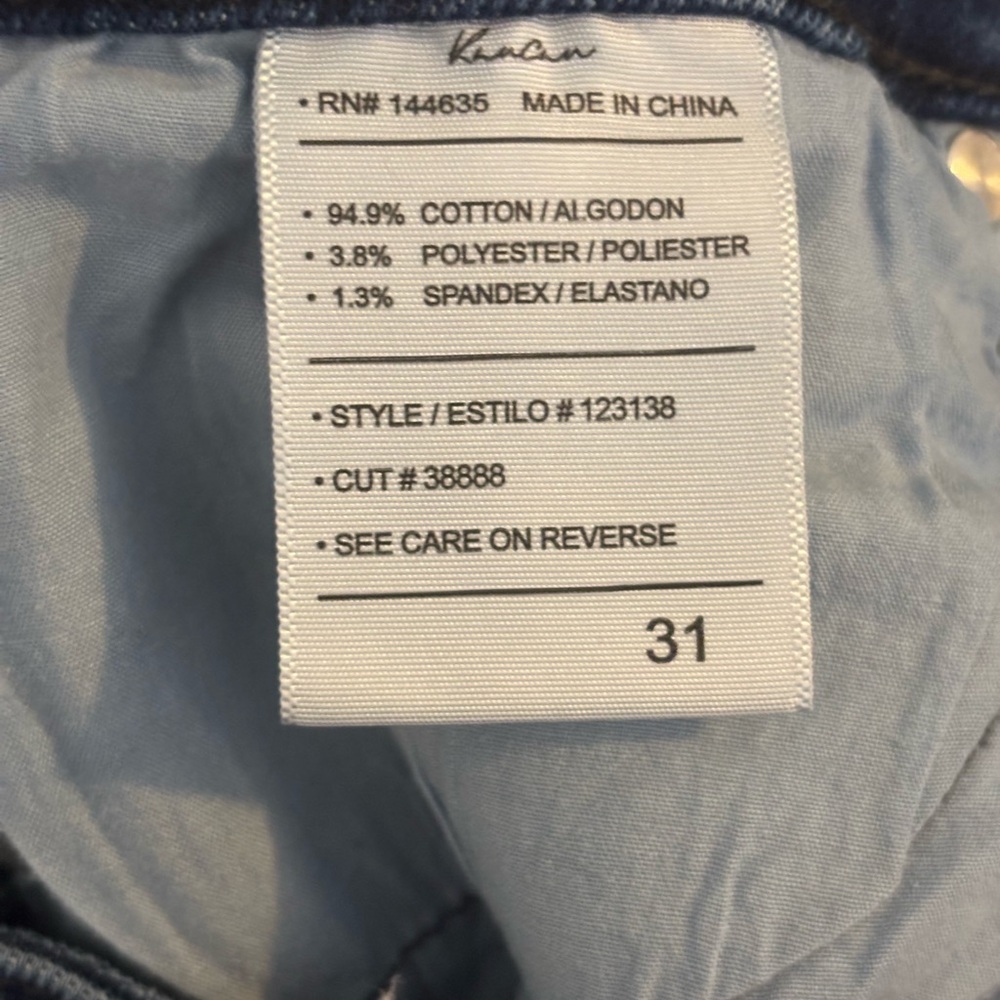 KanCan
• RN# 144635 MADE IN CHINA
• 94.9% COTTON / ALGODON
• 3.8% POLYESTER / POLIESTER
• 1.3% SPANDEX / ELASTANO
• STYLE / ESTILO # 123138
• CUT # 38888
• SEE CARE ON REVERSE
31